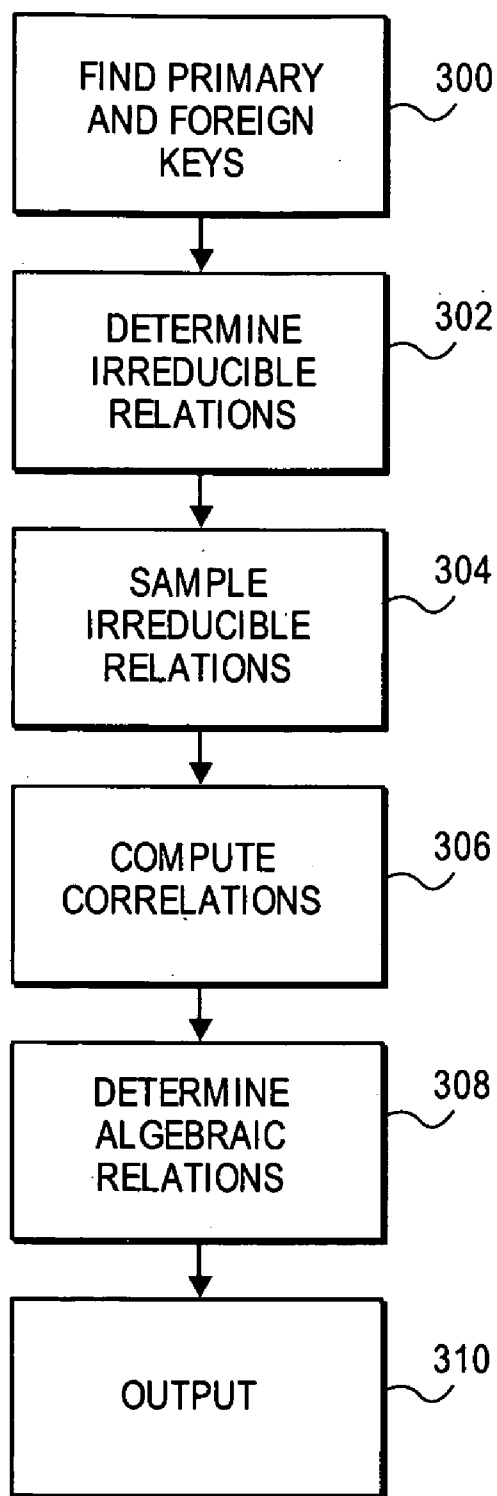 FIND PRIMARY
AND FOREIGN
KEYS
300
DETERMINE
IRREDUCIBLE
RELATIONS
302
SAMPLE
IRREDUCIBLE
RELATIONS
304
COMPUTE
CORRELATIONS
306
DETERMINE
ALGEBRAIC
RELATIONS
308
OUTPUT
310